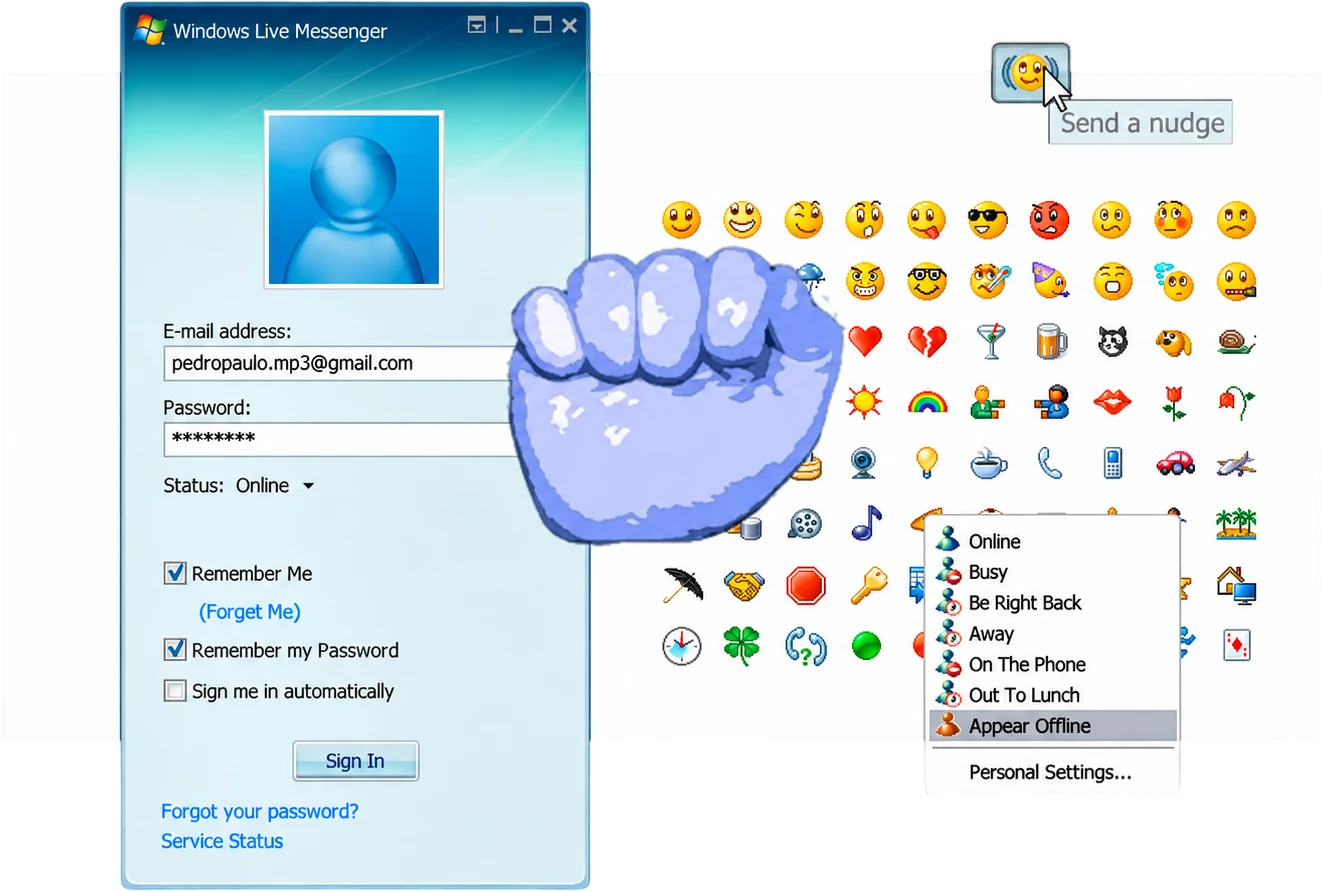 Windows Live Messenger
Send a nudge
E-mail address:
pedropaulo.mp3@gmail.com
Password:
********
Status: Online
Remember Me
(Forget Me)
Remember my Password
Sign me in automatically
Sign In
Forgot your password?
Service Status
Online
Busy
Be Right Back
Away
On The Phone
Out To Lunch
Appear Offline
Personal Settings...